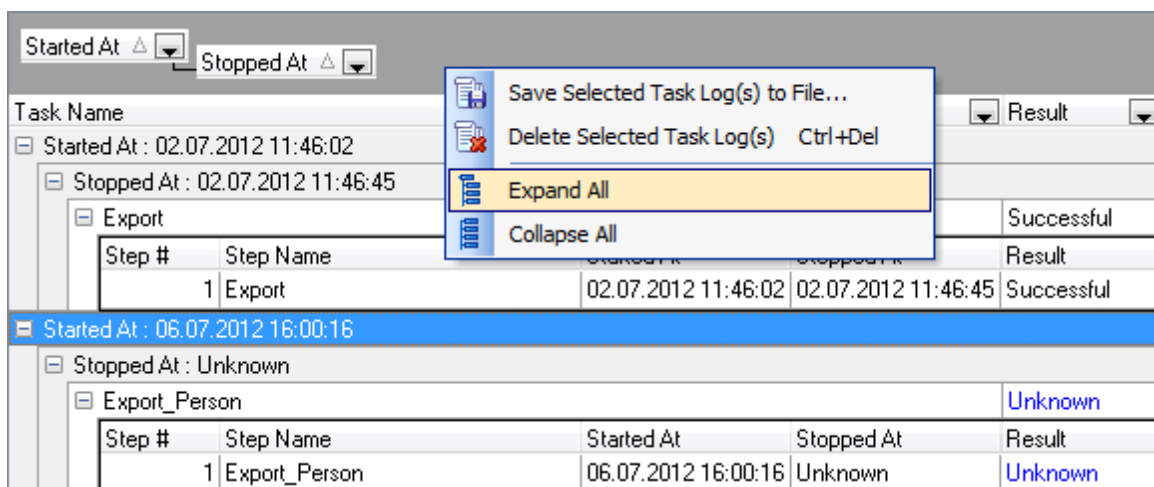 Started At
Stopped At
Save Selected Task Log(s) to File...
Task Name Result
Delete Selected Task Log(s) Ctrl+Del
Started At : 02.07.2012 11:46:02
Stopped At : 02.07.2012 11:46:45
Expand All
Export Successful
Collapse All
Step # Step Name Result
1 Export 02.07.2012 11:46:02 02.07.2012 11:46:45 Successful
Started At : 06.07.2012 16:00:16
Stopped At : Unknown
Export_Person Unknown
Step # Step Name Started At Stopped At Result
1 Export_Person 06.07.2012 16:00:16 Unknown Unknown